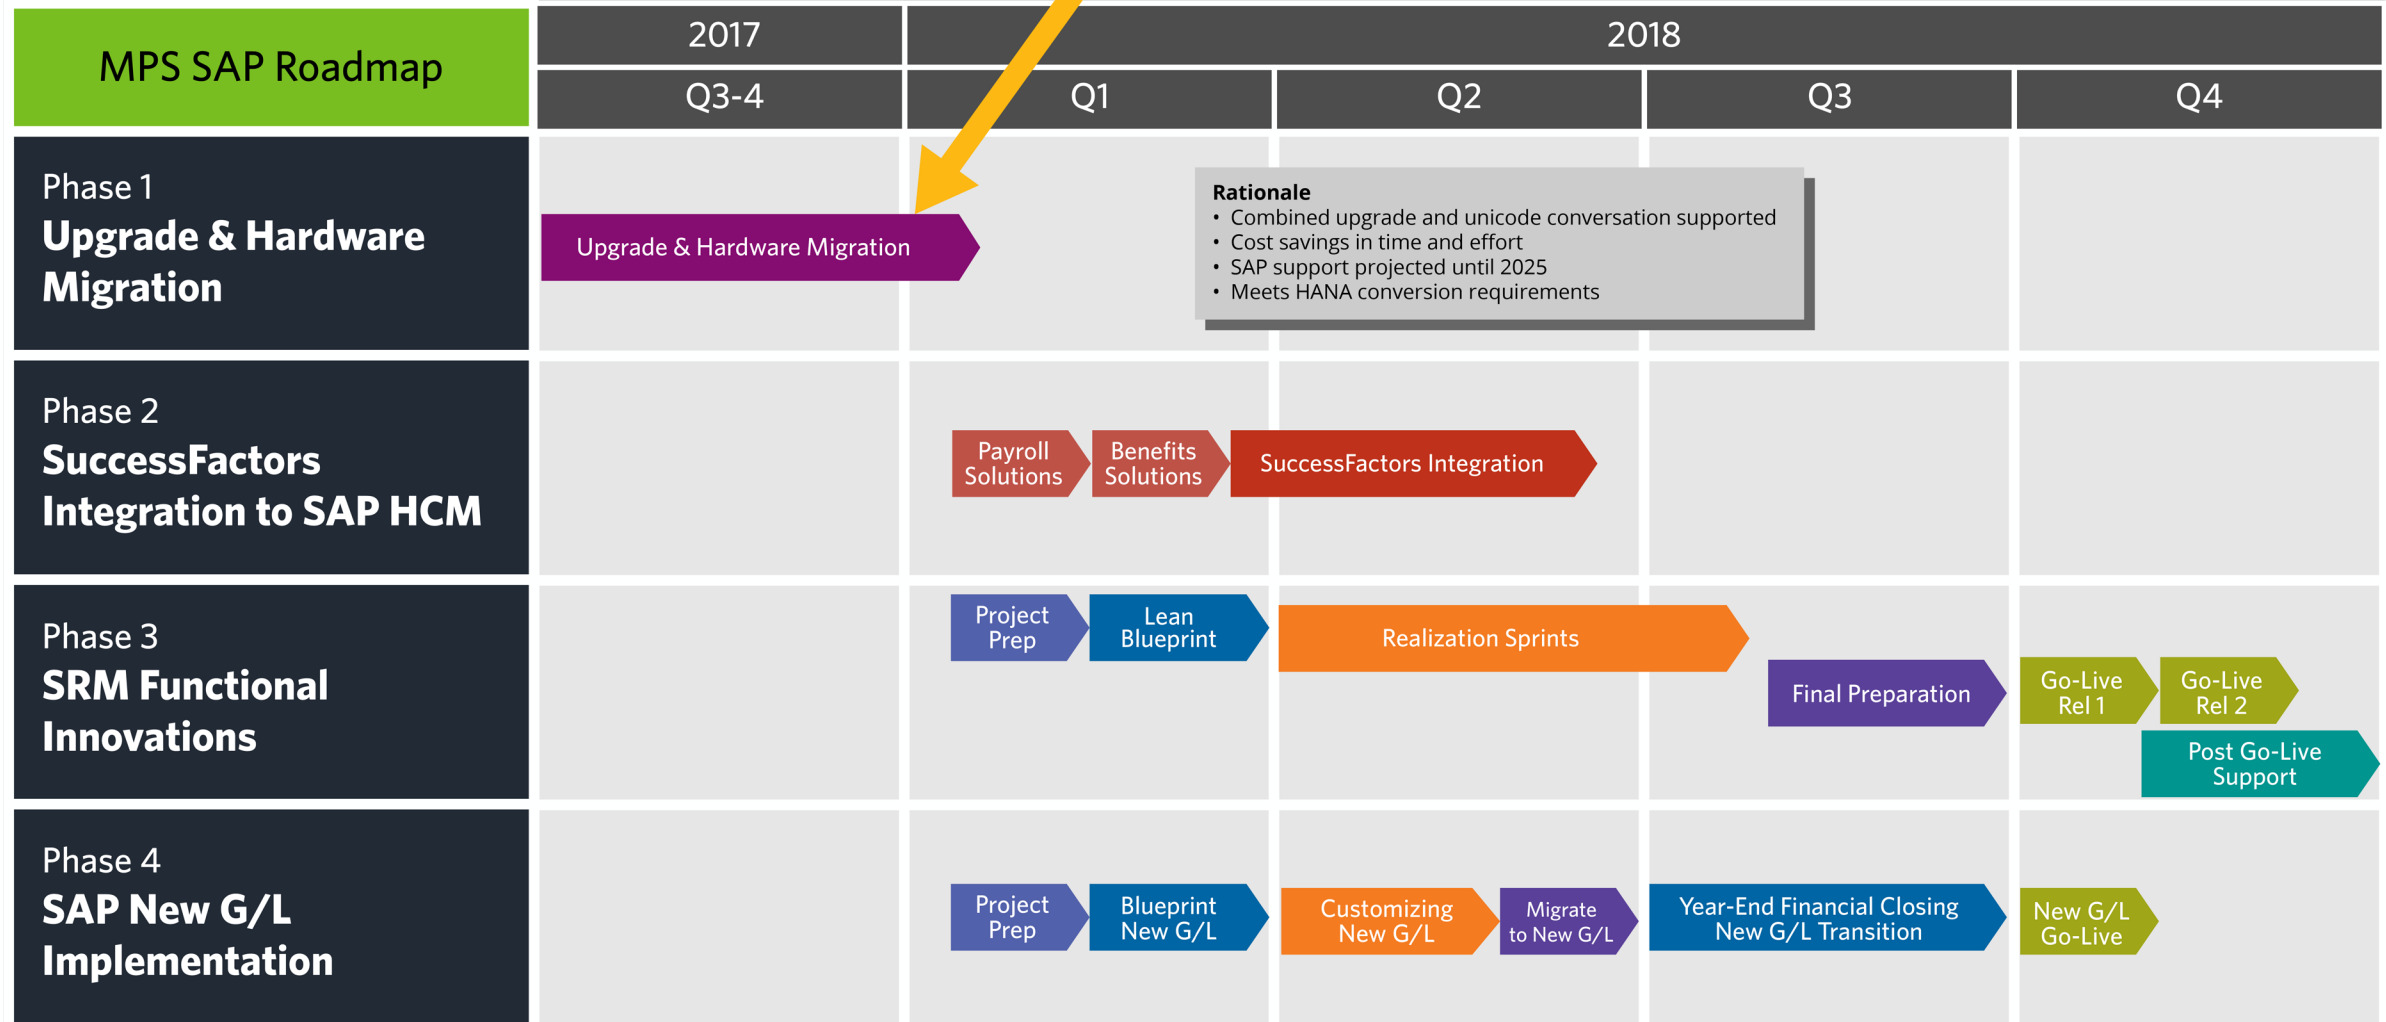 MPS SAP Roadmap
2017
2018
Q3-4
Q1
Q2
Q3
Q4
Phase 1
Upgrade & Hardware
Migration
Upgrade & Hardware Migration
Rationale
• Combined upgrade and unicode conversation supported
• Cost savings in time and effort
• SAP support projected until 2025
• Meets HANA conversion requirements
Phase 2
SuccessFactors
Integration to SAP HCM
Payroll
Solutions
Benefits
Solutions
SuccessFactors Integration
Phase 3
SRM Functional
Innovations
Project
Prep
Lean
Blueprint
Realization Sprints
Final Preparation
Go-Live
Rel 1
Go-Live
Rel 2
Post Go-Live
Support
Phase 4
SAP New G/L
Implementation
Project
Prep
Blueprint
New G/L
Customizing
New G/L
Migrate
to New G/L
Year-End Financial Closing
New G/L Transition
New G/L
Go-Live